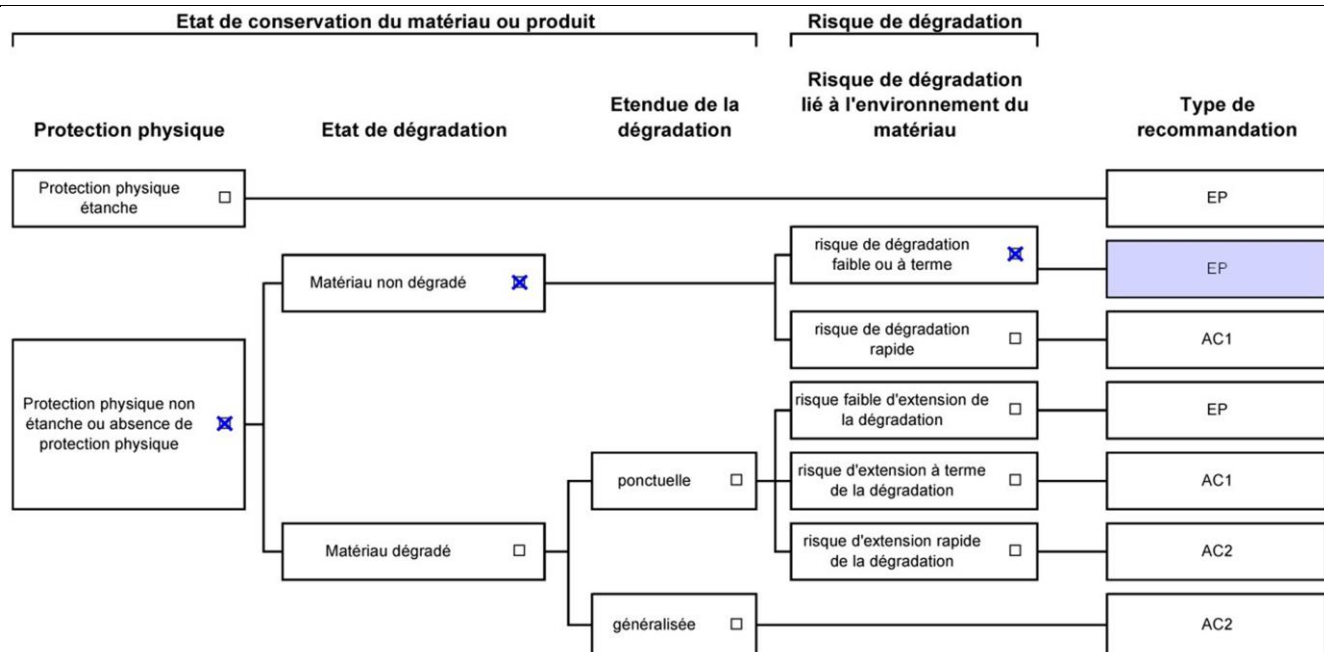 Etat de conservation du matériau ou produit
Risque de dégradation
Protection physique
Etat de dégradation
Etendue de la
dégradation
Risque de dégradation
lié à l'environnement du
matériau
Type de
recommandation
Protection physique
étanche
EP
risque de dégradation
faible ou à terme
EP
Matériau non dégradé
risque de dégradation
rapide
AC1
Protection physique non
étanche ou absence de
protection physique
risque faible d'extension de
la dégradation
EP
ponctuelle
risque d'extension à terme
de la dégradation
AC1
Matériau dégradé
risque d'extension rapide
de la dégradation
AC2
généralisée
AC2